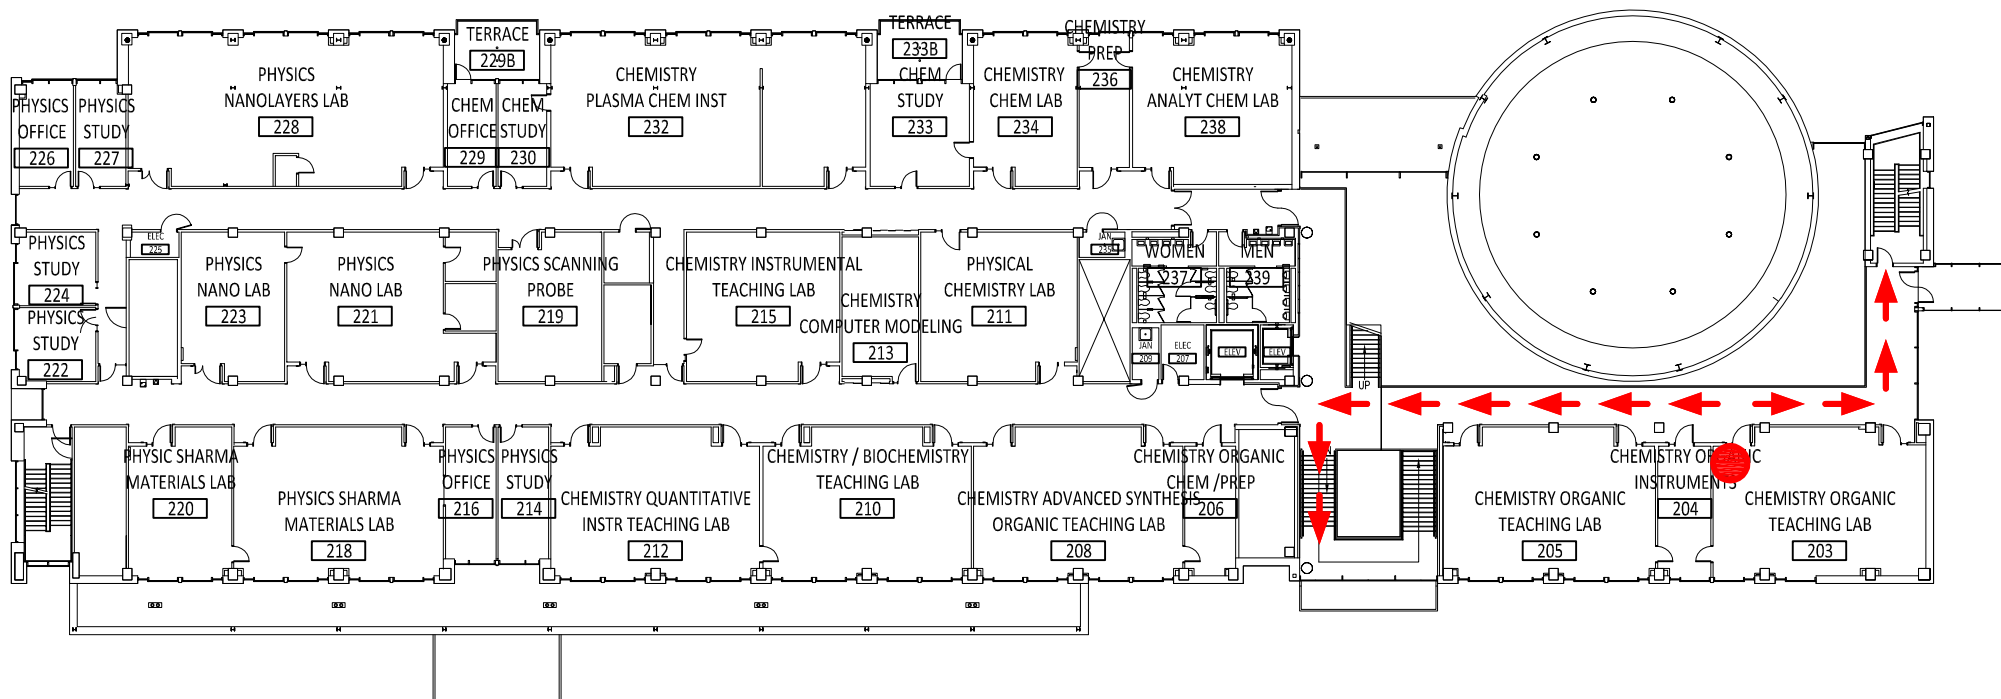 TERRACE
229B
TERRACE
233B
CHEMISTRY
PREP
236
PHYSICS
OFFICE
226
PHYSICS
STUDY
227
PHYSICS
NANOLAYERS LAB
228
CHEM
OFFICE
229
CHEM
STUDY
230
CHEMISTRY
PLASMA CHEM INST
232
CHEM
STUDY
233
CHEMISTRY
CHEM LAB
234
CHEMISTRY
ANALYT CHEM LAB
238
PHYSICS
STUDY
224
PHYSICS
STUDY
222
ELEC
225
PHYSICS
NANO LAB
223
PHYSICS
NANO LAB
221
PHYSICS SCANNING
PROBE
219
CHEMISTRY INSTRUMENTAL
TEACHING LAB
215
CHEMISTRY
COMPUTER MODELING
213
PHYSICAL
CHEMISTRY LAB
211
JAN
235
WOMEN
237
MEN
239
JAN
209
ELEC
207
ELEV
ELEV
UP
PHYSIC SHARMA
MATERIALS LAB
220
PHYSICS SHARMA
MATERIALS LAB
218
PHYSICS
OFFICE
216
PHYSICS
STUDY
214
CHEMISTRY QUANTITATIVE
INSTR TEACHING LAB
212
CHEMISTRY / BIOCHEMISTRY
TEACHING LAB
210
CHEMISTRY ADVANCED SYNTHESIS
ORGANIC TEACHING LAB
208
CHEMISTRY ORGANIC
CHEM /PREP
206
CHEMISTRY ORGANIC
TEACHING LAB
205
CHEMISTRY ORGANIC
INSTRUMENTS
204
CHEMISTRY ORGANIC
TEACHING LAB
203